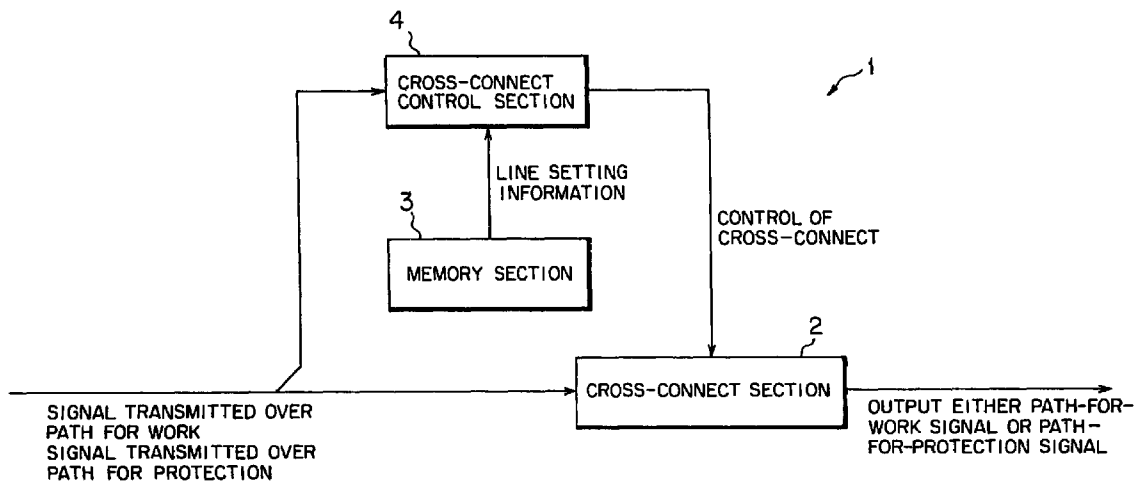 4
CROSS-CONNECT
CONTROL SECTION
1
LINE SETTING
INFORMATION
3
MEMORY SECTION
CONTROL OF
CROSS-CONNECT
2
CROSS-CONNECT SECTION
SIGNAL TRANSMITTED OVER
PATH FOR WORK
SIGNAL TRANSMITTED OVER
PATH FOR PROTECTION
OUTPUT EITHER PATH-FOR-
WORK SIGNAL OR PATH-
FOR-PROTECTION SIGNAL